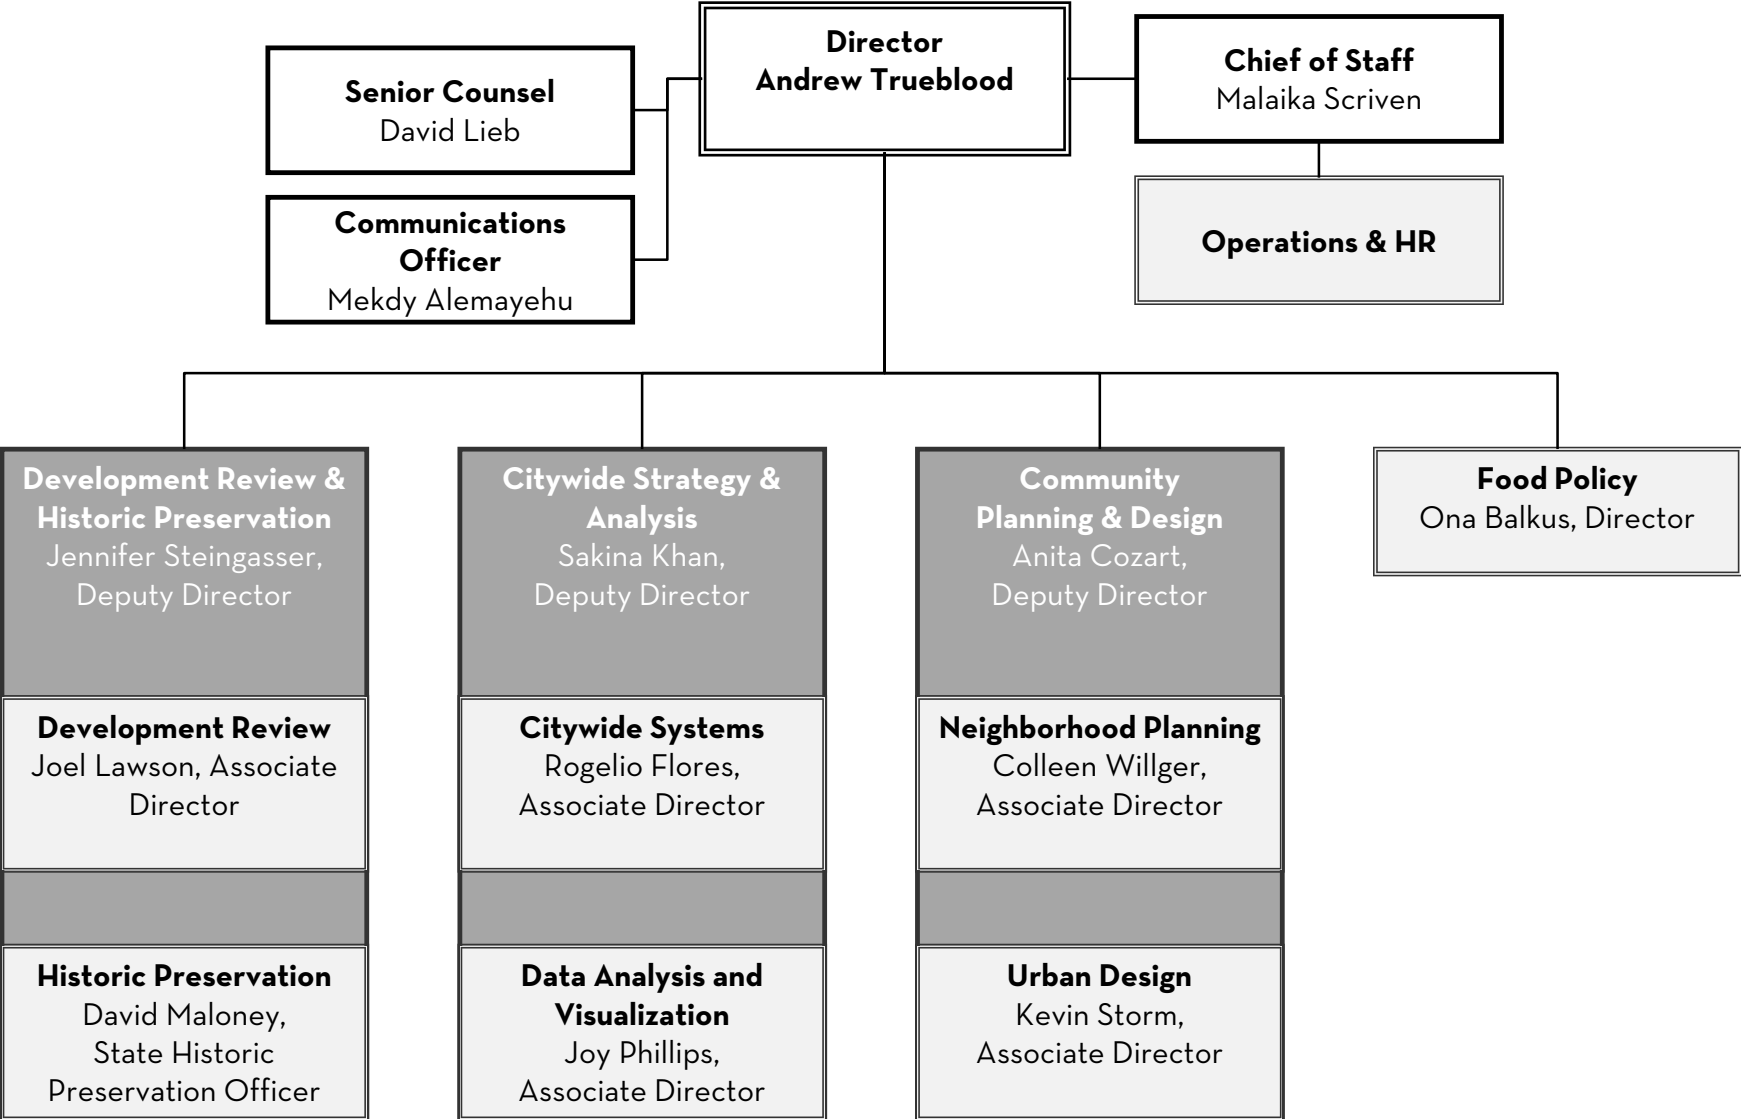 Director
Andrew Trueblood
Senior Counsel
David Lieb
Chief of Staff
Malaika Scriven
Communications
Officer
Mekdy Alemayehu
Operations & HR
Development Review &
Historic Preservation
Jennifer Steingasser,
Deputy Director
Development Review
Joel Lawson, Associate
Director
Historic Preservation
David Maloney,
State Historic
Preservation Officer
Citywide Strategy &
Analysis
Sakina Khan,
Deputy Director
Citywide Systems
Rogelio Flores,
Associate Director
Data Analysis and
Visualization
Joy Phillips,
Associate Director
Community
Planning & Design
Anita Cozart,
Deputy Director
Neighborhood Planning
Colleen Willger,
Associate Director
Urban Design
Kevin Storm,
Associate Director
Food Policy
Ona Balkus, Director